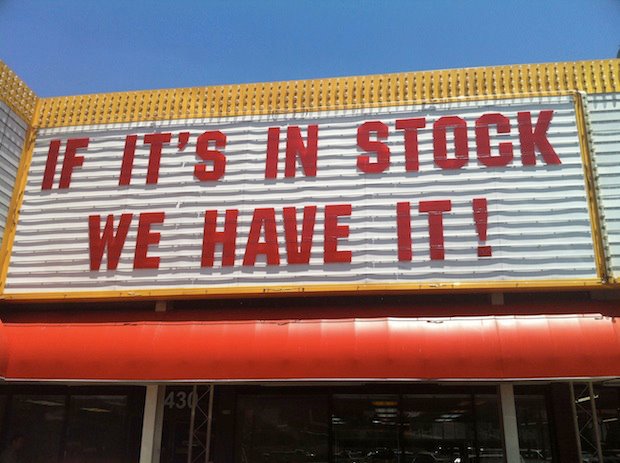 IF IT'S IN STOCK
WE HAVE IT!
430